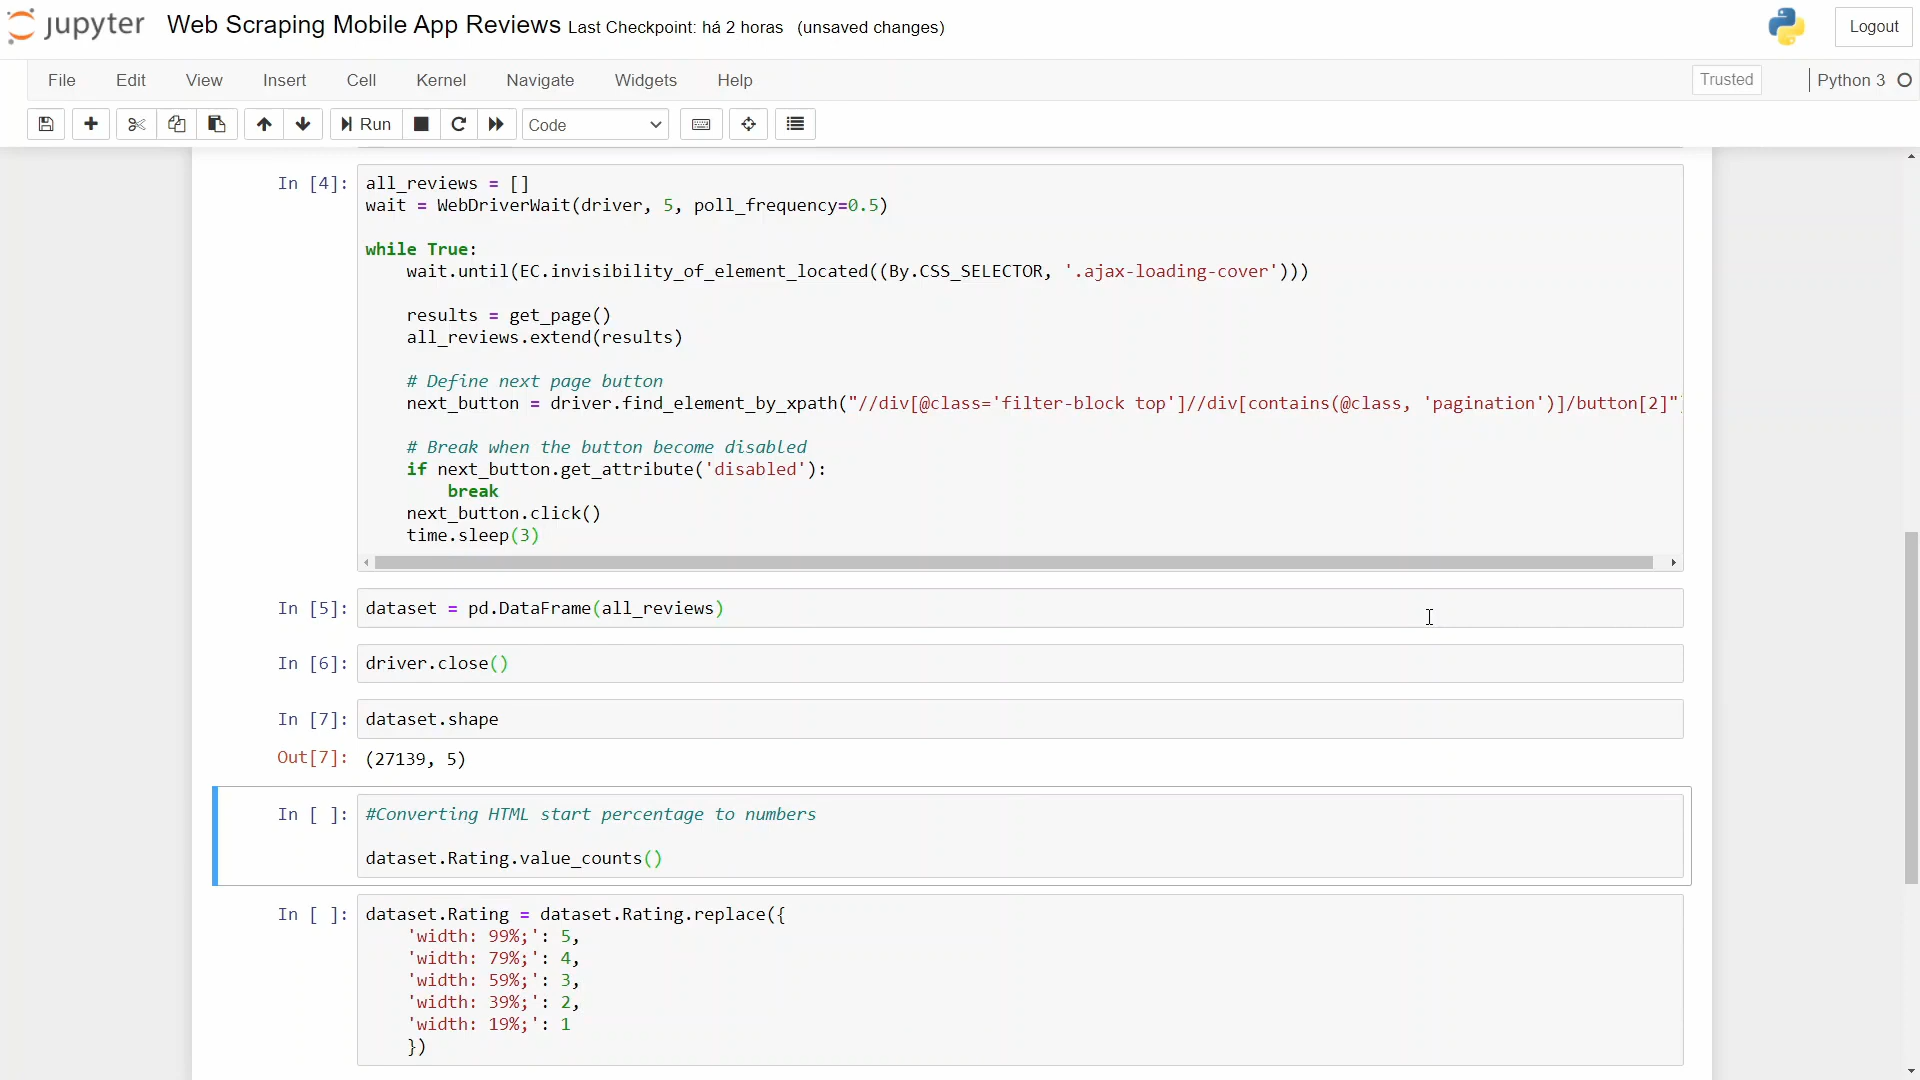 jupyter Web Scraping Mobile App Reviews Last Checkpoint: há 2 horas (unsaved changes) Logout
File Edit View Insert Cell Kernel Navigate Widgets Help Trusted Python 3
Run Code
In [4]: all_reviews = []
wait = WebDriverWait(driver, 5, poll_frequency=0.5)
while True:
wait.until(EC.invisibility_of_element_located((By.CSS_SELECTOR, '.ajax-loading-cover')))
results = get_page()
all_reviews.extend(results)
# Define next page button
next_button = driver.find_element_by_xpath("//div[@class='filter-block top']//div[contains(@class, 'pagination')]/button[2]")
# Break when the button become disabled
if next_button.get_attribute('disabled'):
break
next_button.click()
time.sleep(3)
In [5]: dataset = pd.DataFrame(all_reviews)
In [6]: driver.close()
In [7]: dataset.shape
Out[7]: (27139, 5)
In [ ]: #Converting HTML start percentage to numbers
dataset.Rating.value_counts()
In [ ]: dataset.Rating = dataset.Rating.replace({
'width: 99%;': 5,
'width: 79%;': 4,
'width: 59%;': 3,
'width: 39%;': 2,
'width: 19%;': 1
})